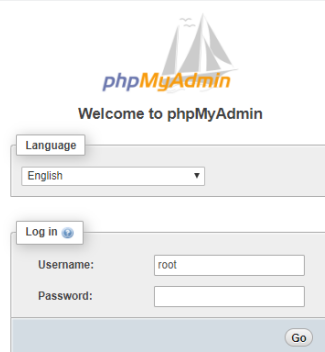 phpMyAdmin
Welcome to phpMyAdmin
Language
English
Log in
Username:
root
Password:
Go